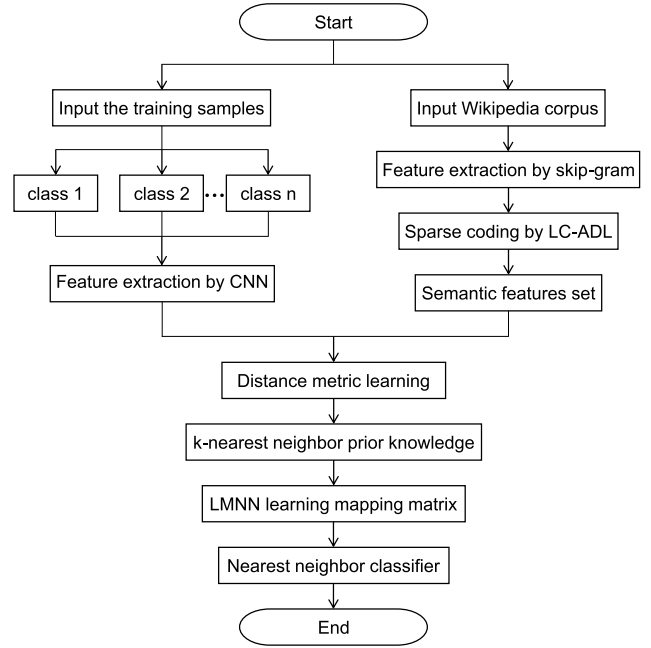 Start
Input the training samples
Input Wikipedia corpus
Feature extraction by skip-gram
class 1
class 2
...
class n
Sparse coding by LC-ADL
Feature extraction by CNN
Semantic features set
Distance metric learning
k-nearest neighbor prior knowledge
LMNN learning mapping matrix
Nearest neighbor classifier
End